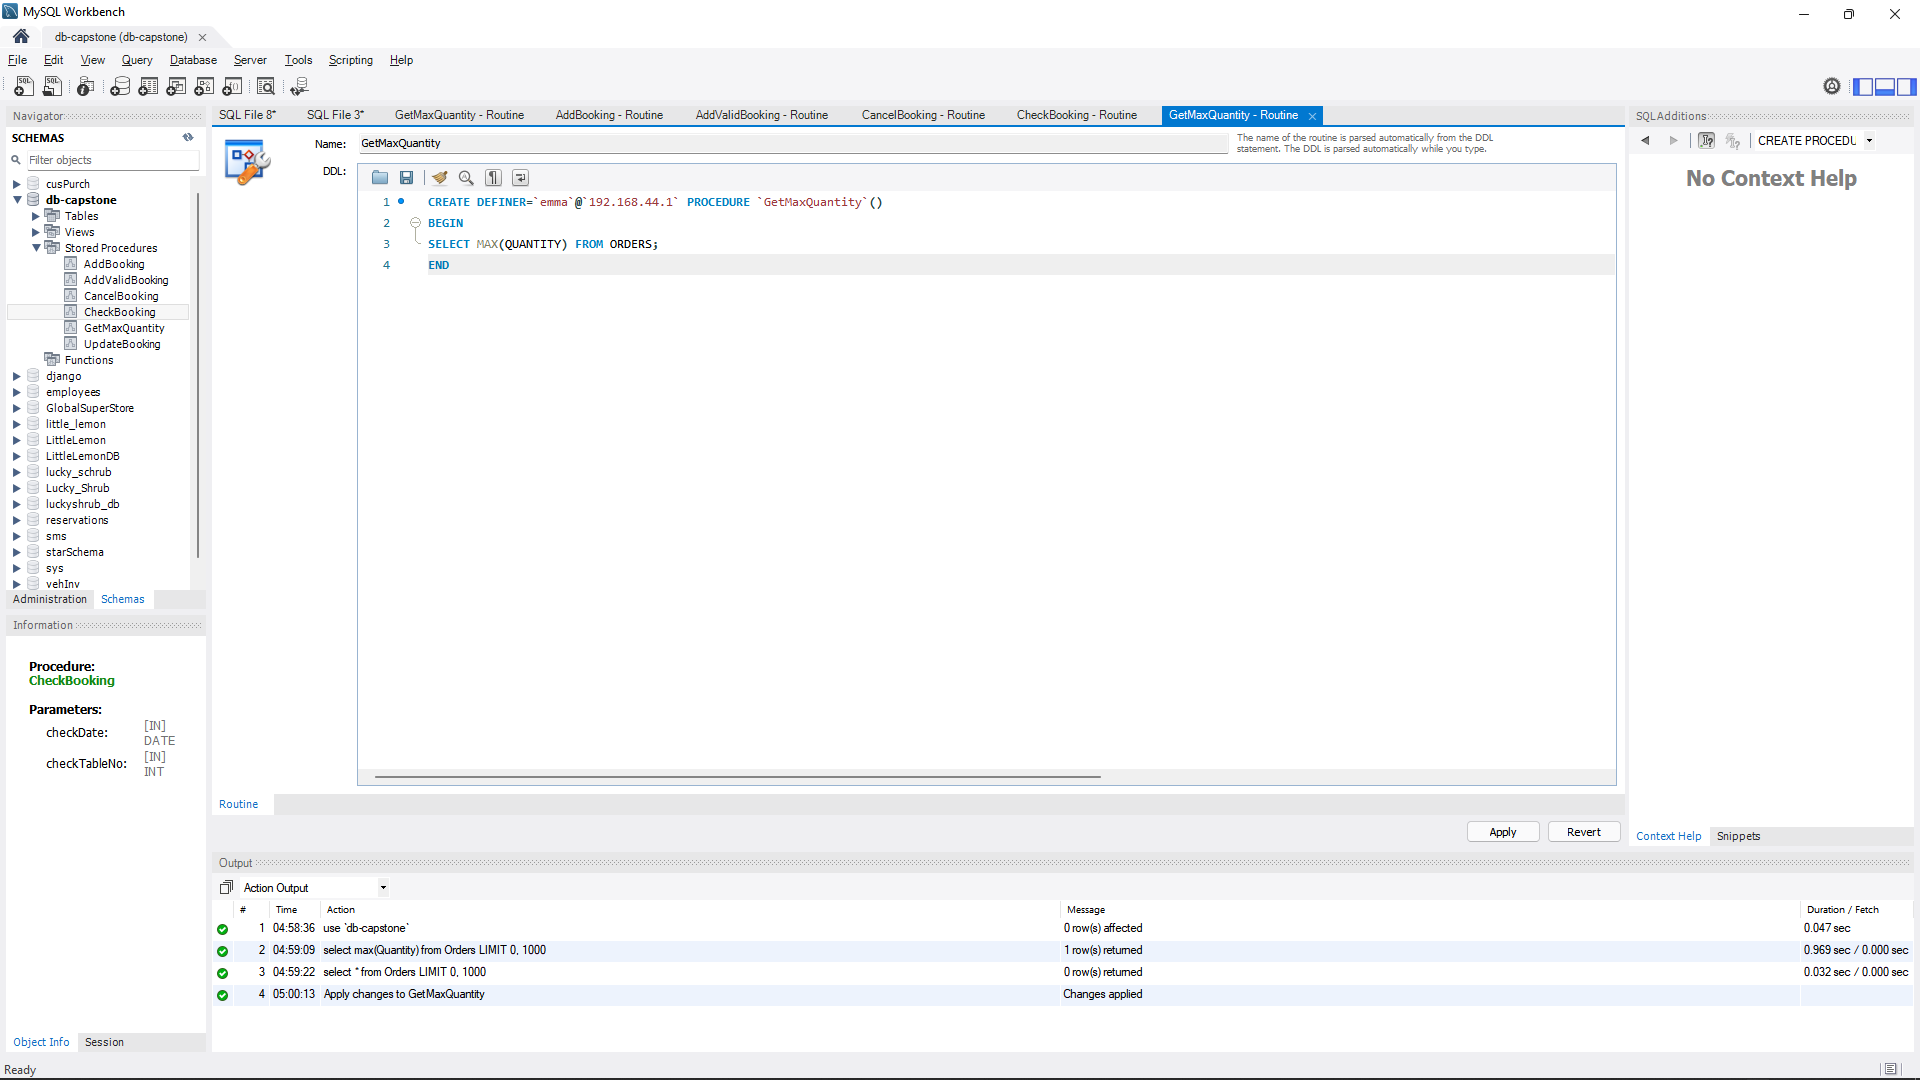 MySQL Workbench
db-capstone (db-capstone)
File Edit View Query Database Server Tools Scripting Help
Navigator
SCHEMAS
Filter objects
cusPurch
db-capstone
Tables
Views
Stored Procedures
AddBooking
AddValidBooking
CancelBooking
CheckBooking
GetMaxQuantity
UpdateBooking
Functions
django
employees
GlobalSuperStore
little_lemon
LittleLemon
LittleLemonDB
lucky_schrub
Lucky_Shrub
luckyshrub_db
reservations
sms
starSchema
sys
vehInv
Administration Schemas
Information
Procedure:
CheckBooking
Parameters:
checkDate: [IN]
DATE
checkTableNo: [IN]
INT
Object Info Session
Ready
SQL File 8* SQL File 3* GetMaxQuantity - Routine AddBooking - Routine AddValidBooking - Routine CancelBooking - Routine CheckBooking - Routine GetMaxQuantity - Routine
Name: GetMaxQuantity
The name of the routine is parsed automatically from the DDL
statement. The DDL is parsed automatically while you type.
DDL:
1 CREATE DEFINER=`emma`@`192.168.44.1` PROCEDURE `GetMaxQuantity`()
2 BEGIN
3 SELECT MAX(QUANTITY) FROM ORDERS;
4 END
Routine
Apply Revert
SQLAdditions
CREATE PROCEDU
No Context Help
Context Help Snippets
Output
Action Output
# Time Action Message Duration / Fetch
1 04:58:36 use `db-capstone` 0 row(s) affected 0.047 sec
2 04:59:09 select max(Quantity) from Orders LIMIT 0, 1000 1 row(s) returned 0.969 sec / 0.000 sec
3 04:59:22 select * from Orders LIMIT 0, 1000 0 row(s) returned 0.032 sec / 0.000 sec
4 05:00:13 Apply changes to GetMaxQuantity Changes applied